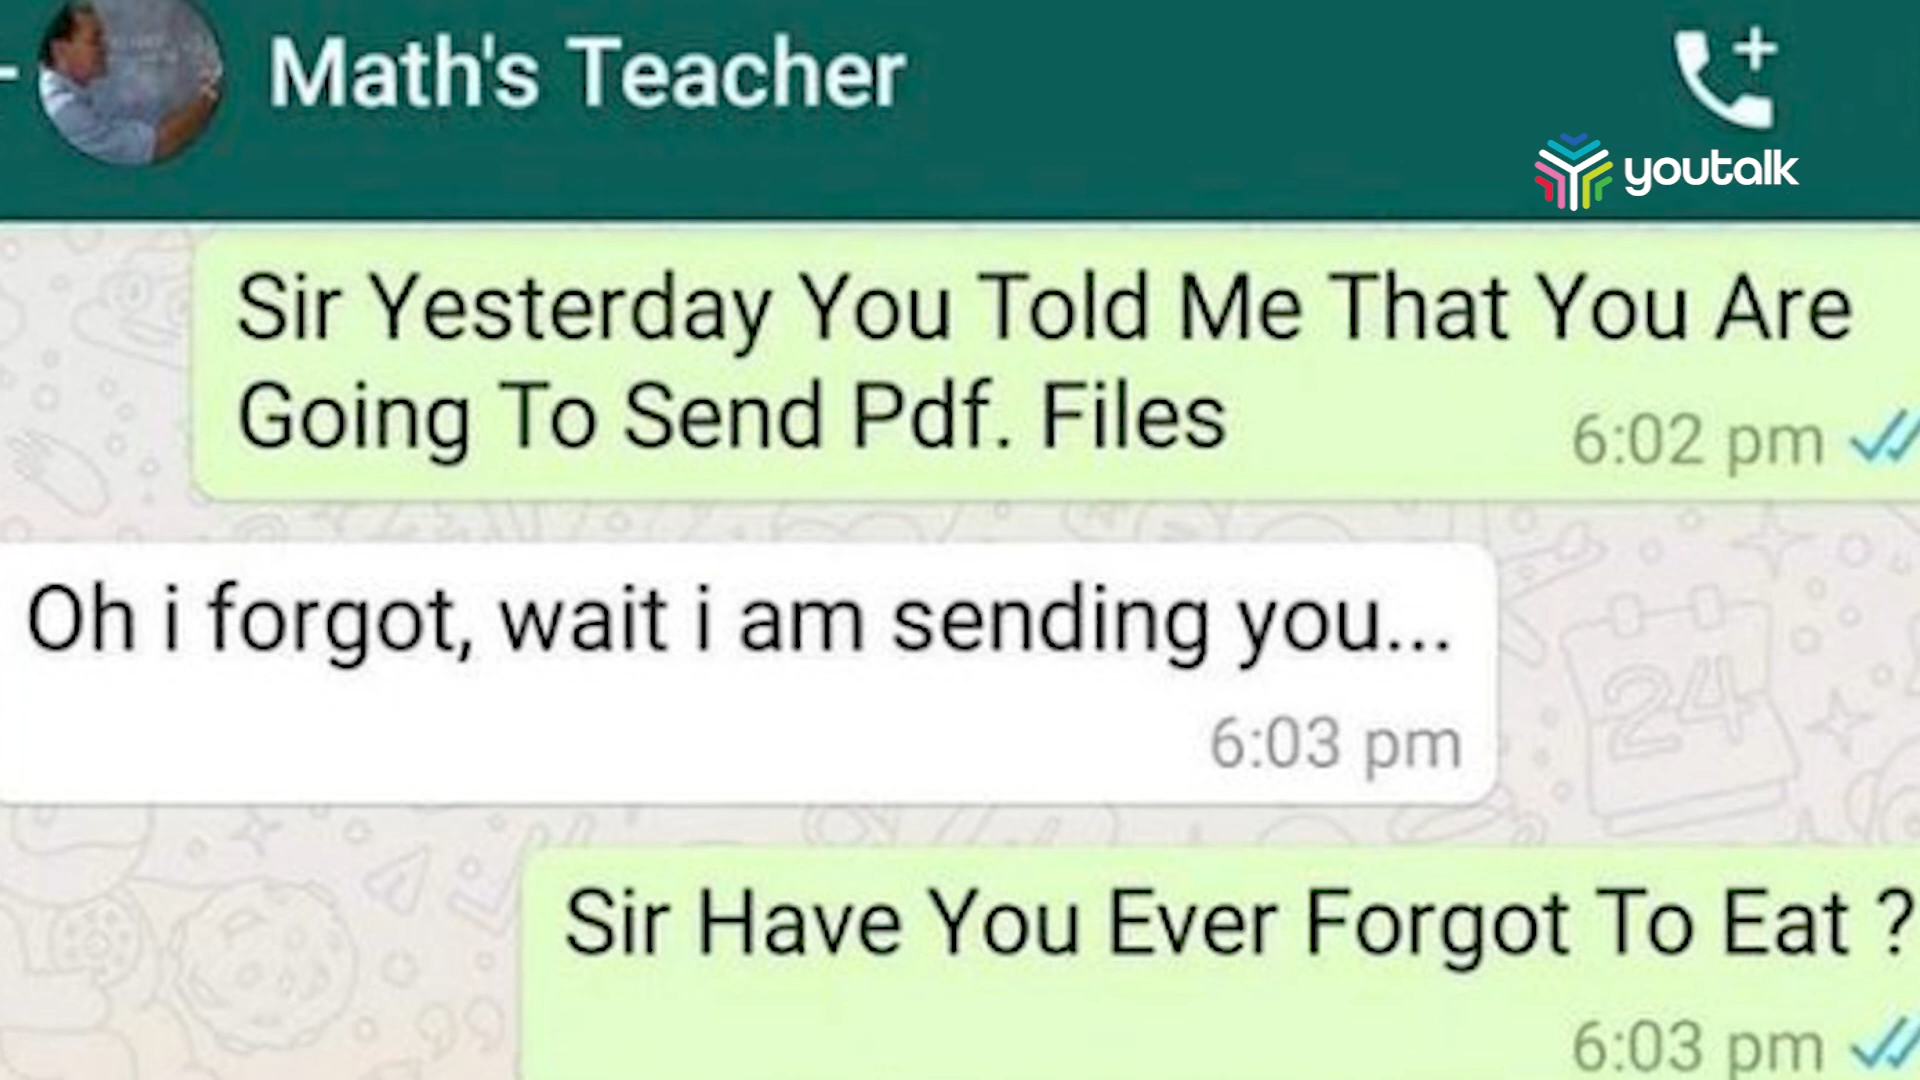 Math's Teacher
youtalk
Sir Yesterday You Told Me That You Are
Going To Send Pdf. Files
6:02 pm
Oh i forgot, wait i am sending you...
6:03 pm
Sir Have You Ever Forgot To Eat ?
6:03 pm